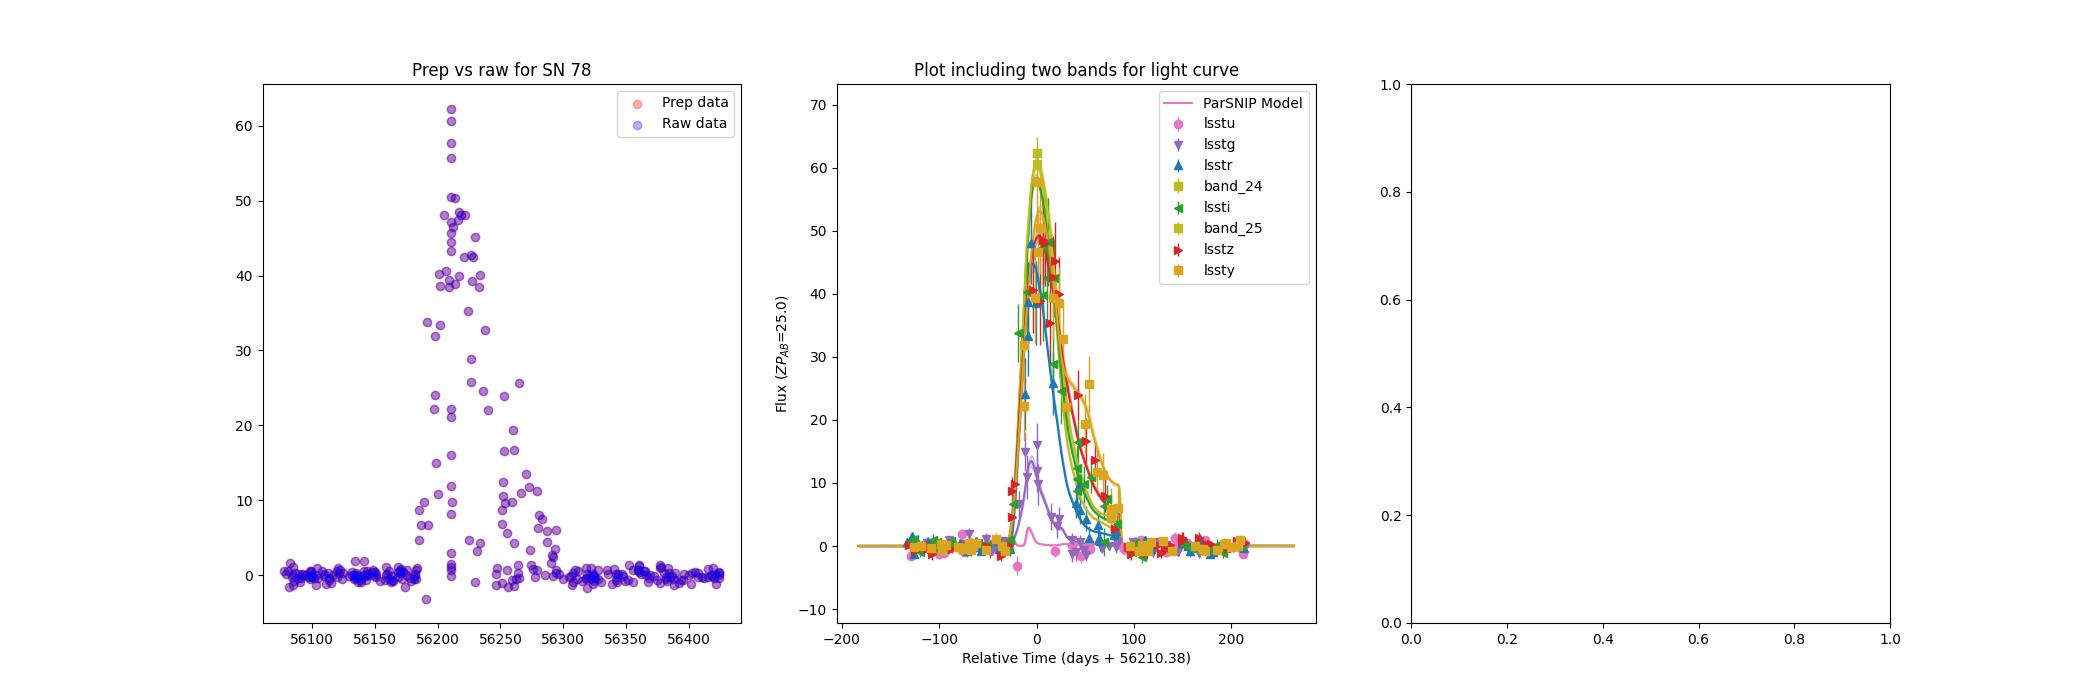 Prep vs raw for SN 78
Prep data
Raw data
60
50
40
30
20
10
0
56100 56150 56200 56250 56300 56350 56400
Plot including two bands for light curve
ParSNIP Model
lsstu
lsstg
lsstr
band_24
lssti
band_25
lsstz
lssty
Flux (ZP_AB=25.0)
70
60
50
40
30
20
10
0
−10
−200 −100 0 100 200
Relative Time (days + 56210.38)
1.0
0.8
0.6
0.4
0.2
0.0
0.0 0.2 0.4 0.6 0.8 1.0